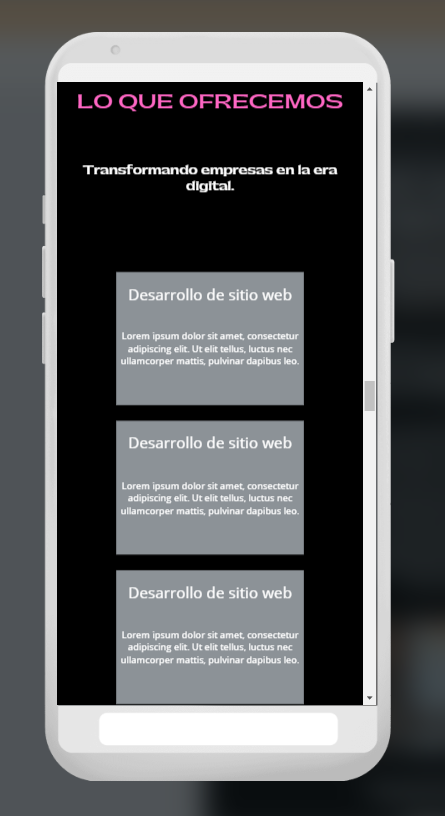 LO QUE OFRECEMOS
Transformando empresas en la era
digital.
Desarrollo de sitio web
Lorem ipsum dolor sit amet, consectetur
adipiscing elit. Ut elit tellus, luctus nec
ullamcorper mattis, pulvinar dapibus leo.
Desarrollo de sitio web
Lorem ipsum dolor sit amet, consectetur
adipiscing elit. Ut elit tellus, luctus nec
ullamcorper mattis, pulvinar dapibus leo.
Desarrollo de sitio web
Lorem ipsum dolor sit amet, consectetur
adipiscing elit. Ut elit tellus, luctus nec
ullamcorper mattis, pulvinar dapibus leo.